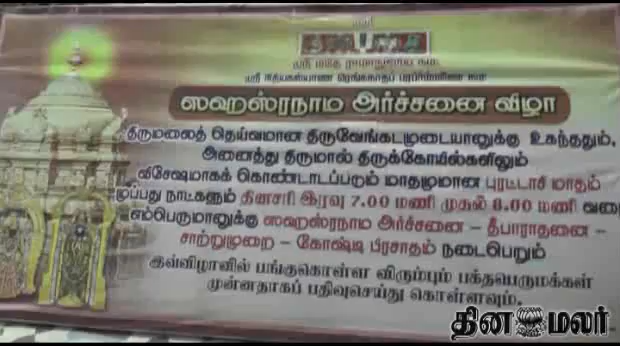 ஸஹஸ்ரநாம அர்ச்சனை விழா
திருமலைத் தெய்வமான திருவேங்கடமுடையானுக்கு உகந்ததும்,
அனைத்து திருமால் திருக்கோயில்களிலும்
விசேஷமாகக் கொண்டாடப்படும் மாதமுமான புரட்டாசி மாதம்
முப்பது நாட்களும் தினசரி இரவு 7.00 மணி முதல் 8.00 மணி வரை
எம்பெருமானுக்கு ஸஹஸ்ரநாம அர்ச்சனை – தீபாராதனை –
சாற்றுமுறை – கோஷ்டி பிரசாதம் நடைபெறும்
இவ்விழாவில் பங்குகொள்ள விரும்பும் பக்தபெருமக்கள்
முன்னதாகப் பதிவுசெய்து கொள்ளவும்.
தினமலர்